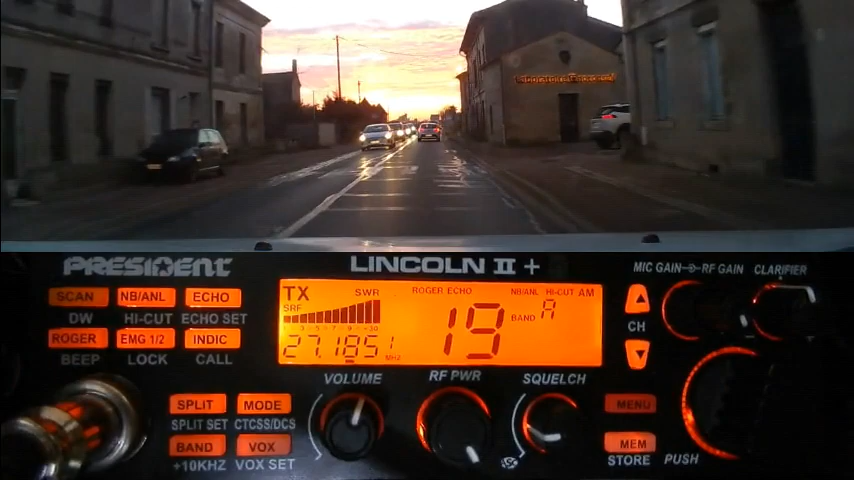 PRESIDENT
LINCOLN II +
MIC GAIN RF GAIN CLARIFIER
SCAN NB/ANL ECHO
DW HI-CUT ECHO SET
ROGER EMG 1/2 INDIC
BEEP LOCK CALL
TX SWR ROGER ECHO NB/ANL HI-CUT AM
SRF
BAND A
19
27.185
MHZ
CH
VOLUME RF PWR SQUELCH
SPLIT MODE
SPLIT SET CTCSS/DCS
BAND VOX
+10KHZ VOX SET
MENU
MEM
STORE PUSH